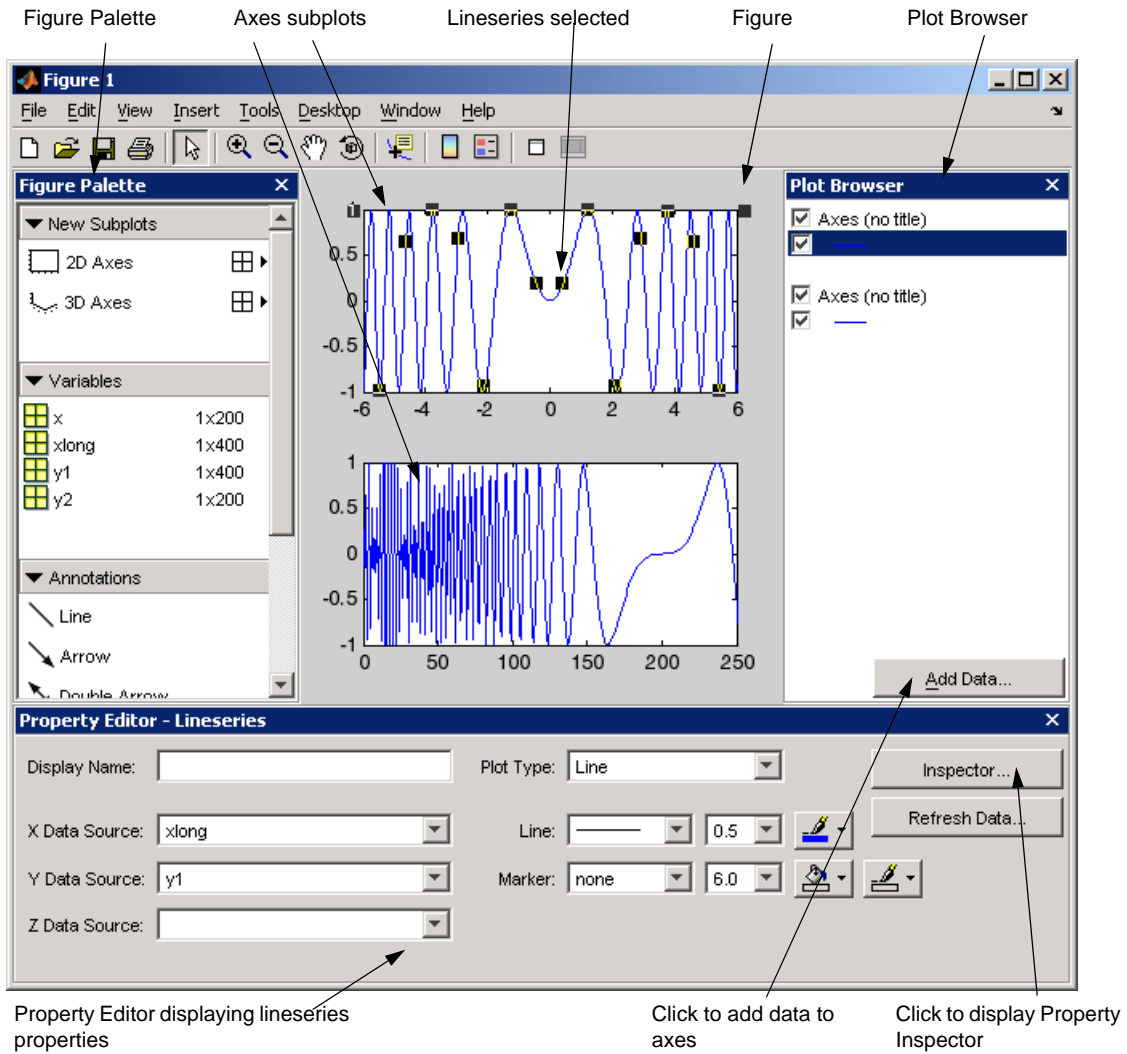 Figure Palette
Axes subplots
Lineseries selected
Figure
Plot Browser
Figure 1
File Edit View Insert Tools Desktop Window Help
Figure Palette
New Subplots
2D Axes
3D Axes
Variables
x 1x200
xlong 1x400
y1 1x400
y2 1x200
Annotations
Line
Arrow
Double Arrow
1
0.5
0
-0.5
-1
-6 -4 -2 0 2 4 6
1
0.5
0
-0.5
-1
0 50 100 150 200 250
Plot Browser
Axes (no title)
Axes (no title)
Add Data...
Property Editor - Lineseries
Display Name:
Plot Type: Line
Inspector...
X Data Source: xlong
Line: 0.5
Refresh Data...
Y Data Source: y1
Marker: none 6.0
Z Data Source:
Property Editor displaying lineseries
properties
Click to add data to
axes
Click to display Property
Inspector